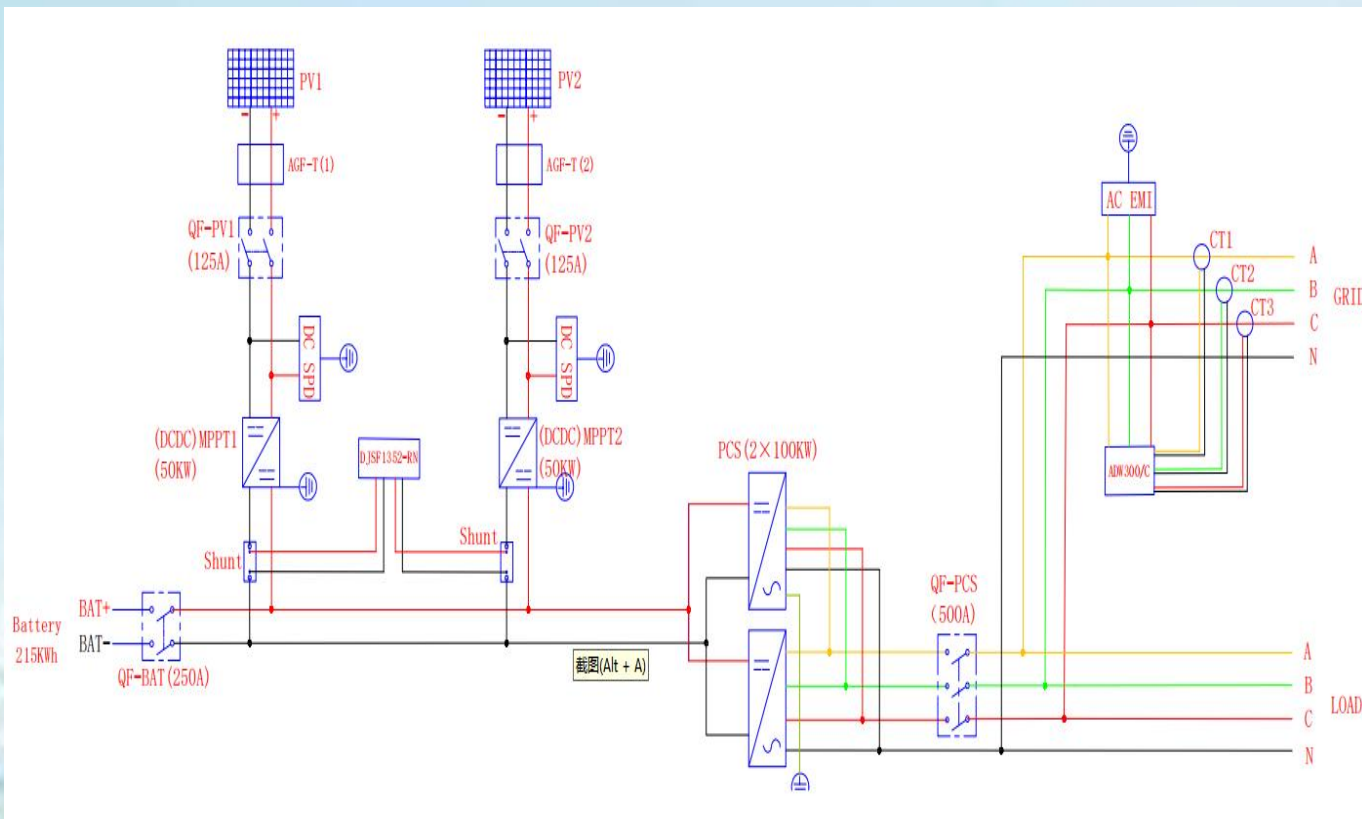 PV1
PV2
- +
- +
AGF-T(1)
AGF-T(2)
QF-PV1
(125A)
QF-PV2
(125A)
AC EMI
CT1
A
CT2
B
GRID
CT3
C
N
DC SPD
DC SPD
(DCDC)MPPT1
(50KW)
DJSF1352-RN
(DCDC)MPPT2
(50KW)
PCS(2×100KW)
ADW300/C
Shunt
Shunt
QF-PCS
(500A)
Battery
215KWh
BAT+
BAT-
QF-BAT(250A)
截图(Alt + A)
A
B
LOAD
C
N